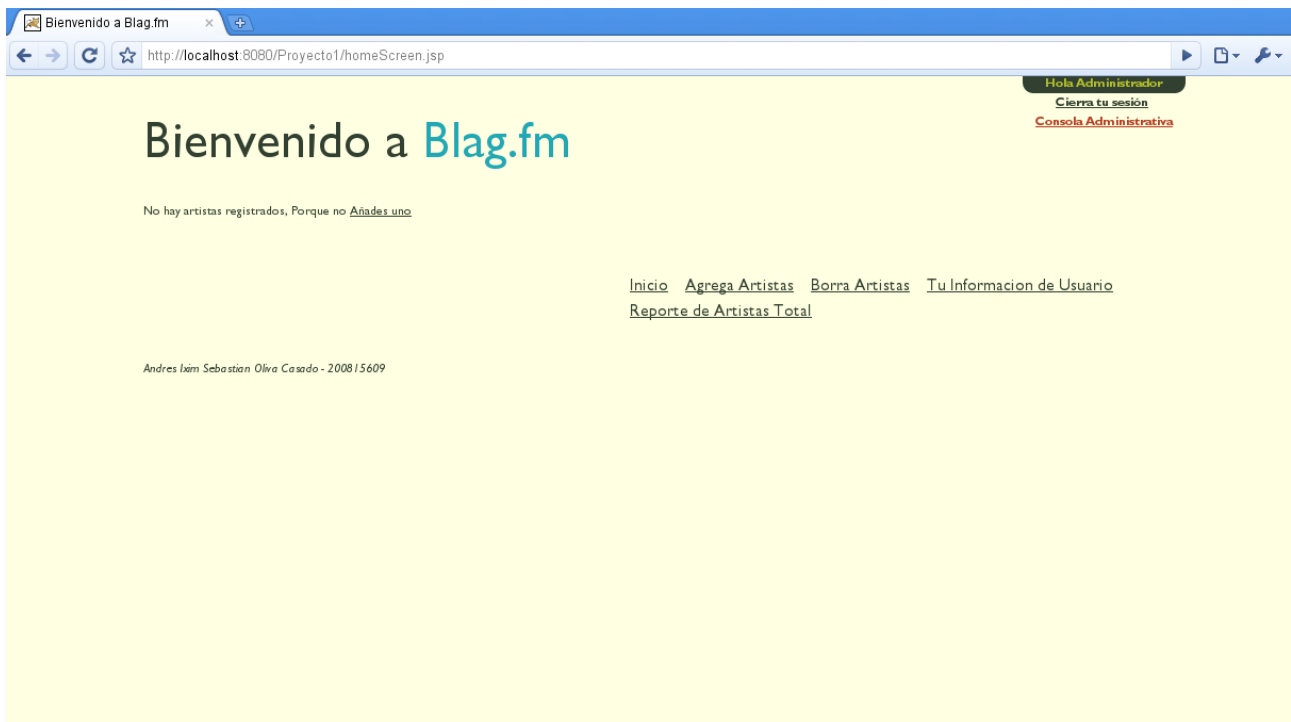 Bienvenido a Blag.fm
http://localhost:8080/Proyecto1/homeScreen.jsp
Hola Administrador
Cierra tu sesión
Consola Administrativa
Bienvenido a Blag.fm
No hay artistas registrados, Porque no Añades uno
Inicio Agrega Artistas Borra Artistas Tu Informacion de Usuario
Reporte de Artistas Total
Andres Ixim Sebastian Oliva Casado - 200815609